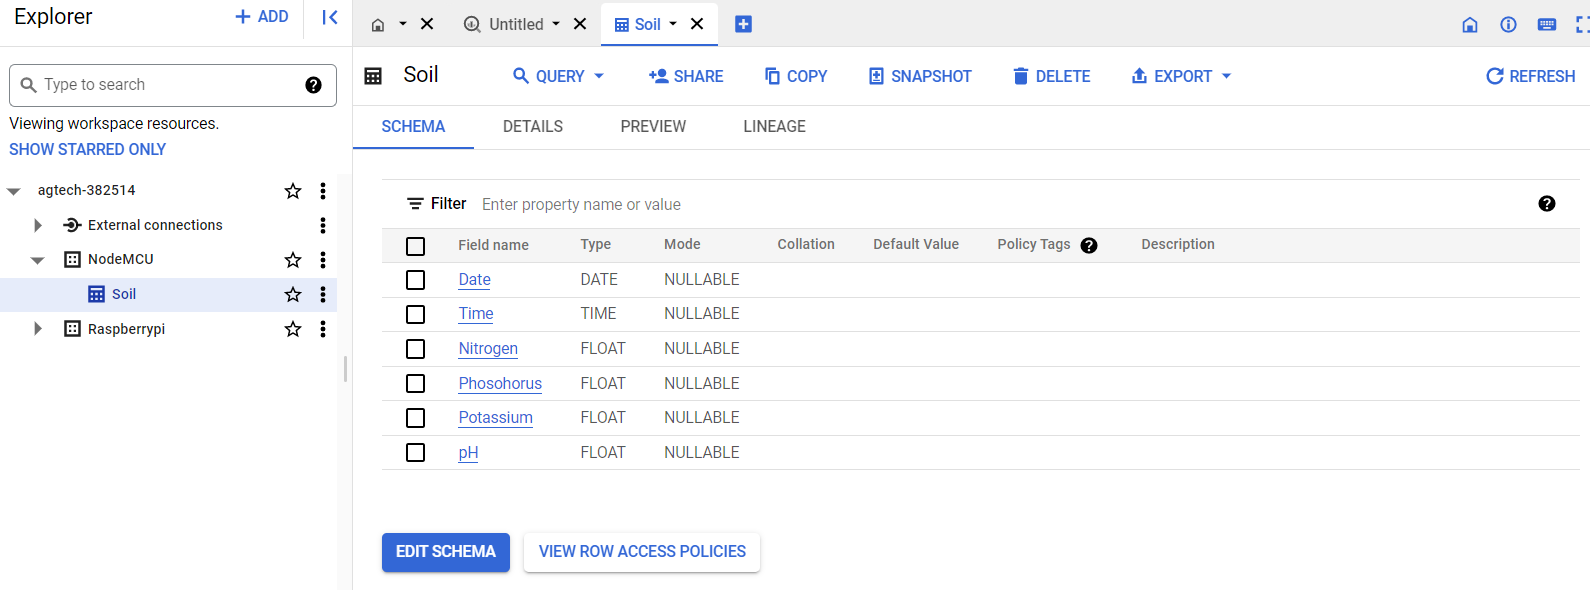 Explorer
ADD
Type to search
Viewing workspace resources.
SHOW STARRED ONLY
agtech-382514
External connections
NodeMCU
Soil
Raspberrypi
Untitled
Soil
Soil
QUERY
SHARE
COPY
SNAPSHOT
DELETE
EXPORT
REFRESH
SCHEMA DETAILS PREVIEW LINEAGE
Filter Enter property name or value
Field name Type Mode Collation Default Value Policy Tags Description
Date DATE NULLABLE
Time TIME NULLABLE
Nitrogen FLOAT NULLABLE
Phosohorus FLOAT NULLABLE
Potassium FLOAT NULLABLE
pH FLOAT NULLABLE
EDIT SCHEMA VIEW ROW ACCESS POLICIES